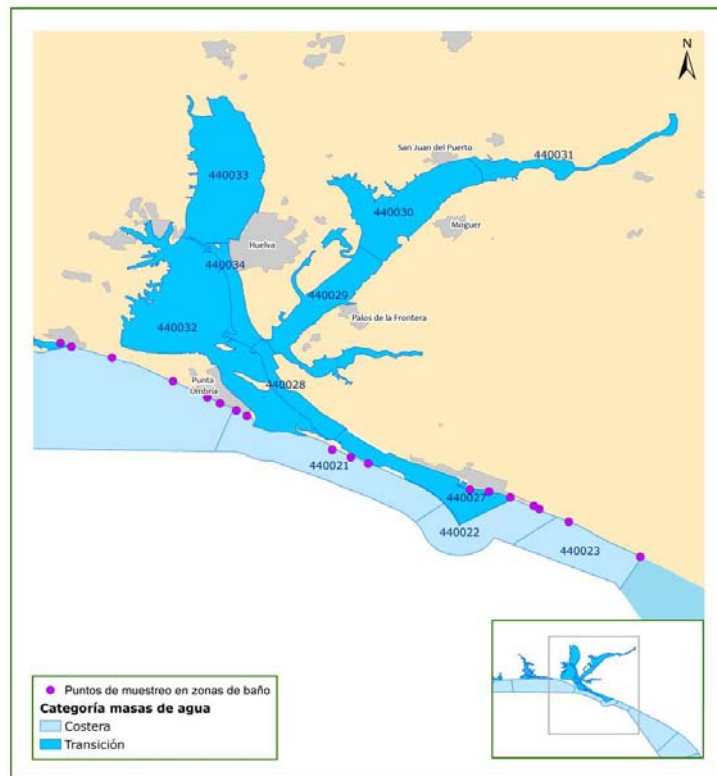 N
San Juan del Puerto
440031
440033
440030
Moguer
Huelva
440034
440029
Palos de la Frontera
440032
440028
Punta
Umbría
440021
440027
440022
440023
Puntos de muestreo en zonas de baño
Categoría masas de agua
Costera
Transición